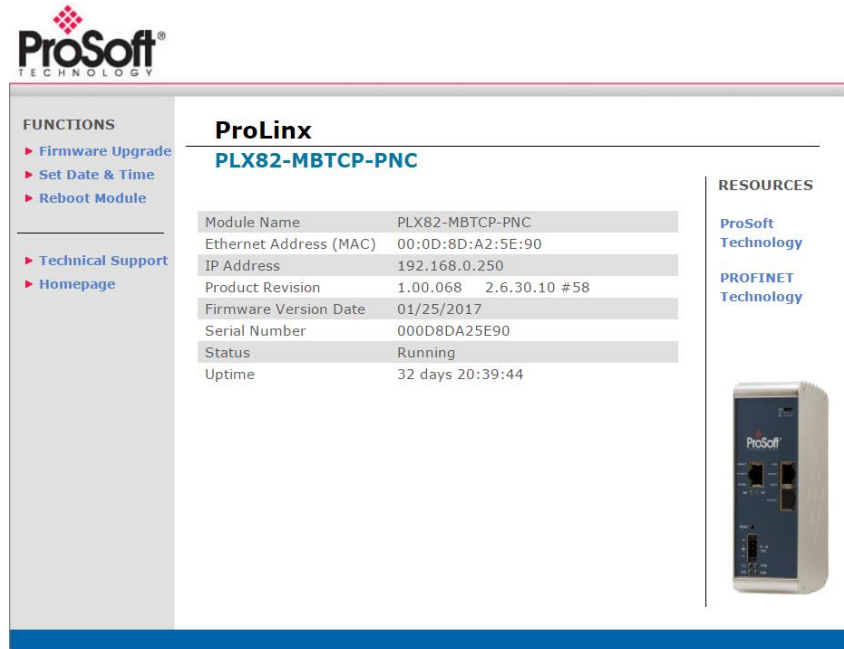 ProSoft®
TECHNOLOGY
FUNCTIONS
Firmware Upgrade
Set Date & Time
Reboot Module
Technical Support
Homepage
ProLinx
PLX82-MBTCP-PNC
Module Name PLX82-MBTCP-PNC
Ethernet Address (MAC) 00:0D:8D:A2:5E:90
IP Address 192.168.0.250
Product Revision 1.00.068 2.6.30.10 #58
Firmware Version Date 01/25/2017
Serial Number 000D8DA25E90
Status Running
Uptime 32 days 20:39:44
RESOURCES
ProSoft
Technology
PROFINET
Technology
ProSoft